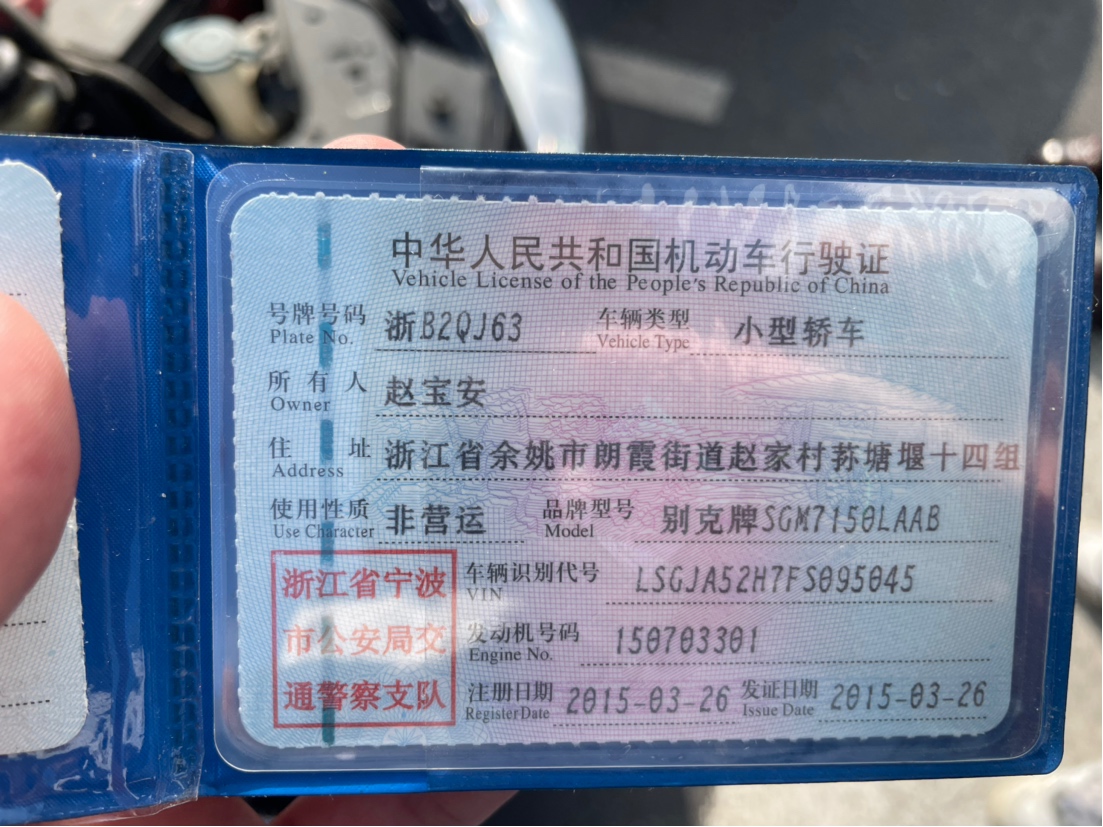 中华人民共和国机动车行驶证
Vehicle License of the People's Republic of China
号牌号码 Plate No. 浙B2QJ63 车辆类型 Vehicle Type 小型轿车
所有人 Owner 赵宝安
住址 Address 浙江省余姚市朗霞街道赵家村荪塘堰十四组
使用性质 Use Character 非营运 品牌型号 Model 别克牌SGM7150LAAB
浙江省宁波
市公安局交
通警察支队
车辆识别代号 VIN LSGJA52H7FS095045
发动机号码 Engine No. 150703301
注册日期 Register Date 2015-03-26 发证日期 Issue Date 2015-03-26